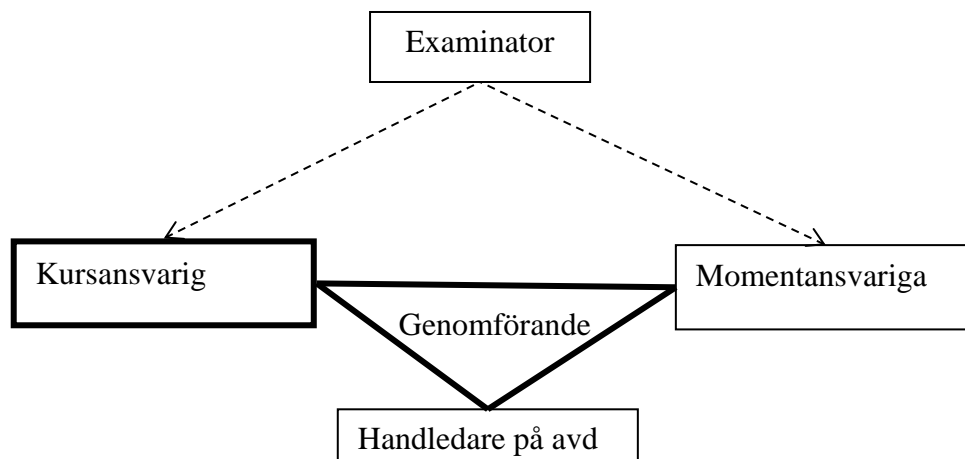 Examinator
Kursansvarig
Momentansvariga
Genomförande
Handledare på avd